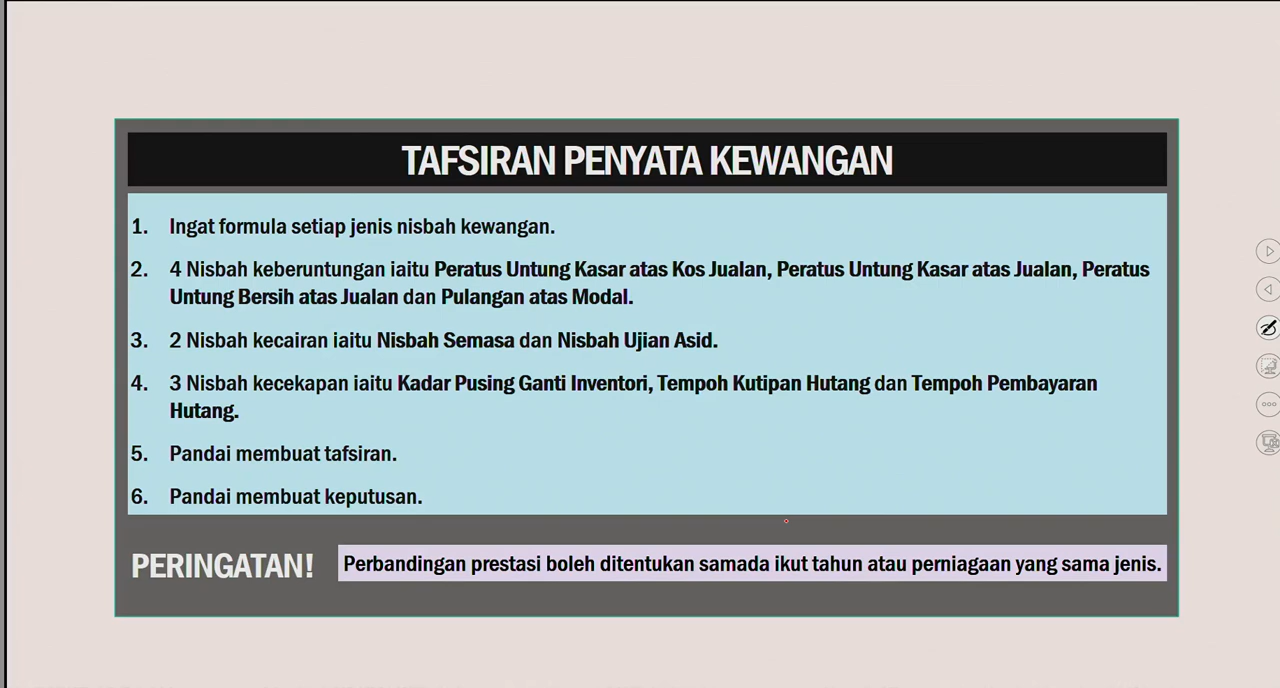 TAFSIRAN PENYATA KEWANGAN
1. Ingat formula setiap jenis nisbah kewangan.
2. 4 Nisbah keberuntungan iaitu Peratus Untung Kasar atas Kos Jualan, Peratus Untung Kasar atas Jualan, Peratus
Untung Bersih atas Jualan dan Pulangan atas Modal.
3. 2 Nisbah kecairan iaitu Nisbah Semasa dan Nisbah Ujian Asid.
4. 3 Nisbah kecekapan iaitu Kadar Pusing Ganti Inventori, Tempoh Kutipan Hutang dan Tempoh Pembayaran
Hutang.
5. Pandai membuat tafsiran.
6. Pandai membuat keputusan.
PERINGATAN! Perbandingan prestasi boleh ditentukan samada ikut tahun atau perniagaan yang sama jenis.